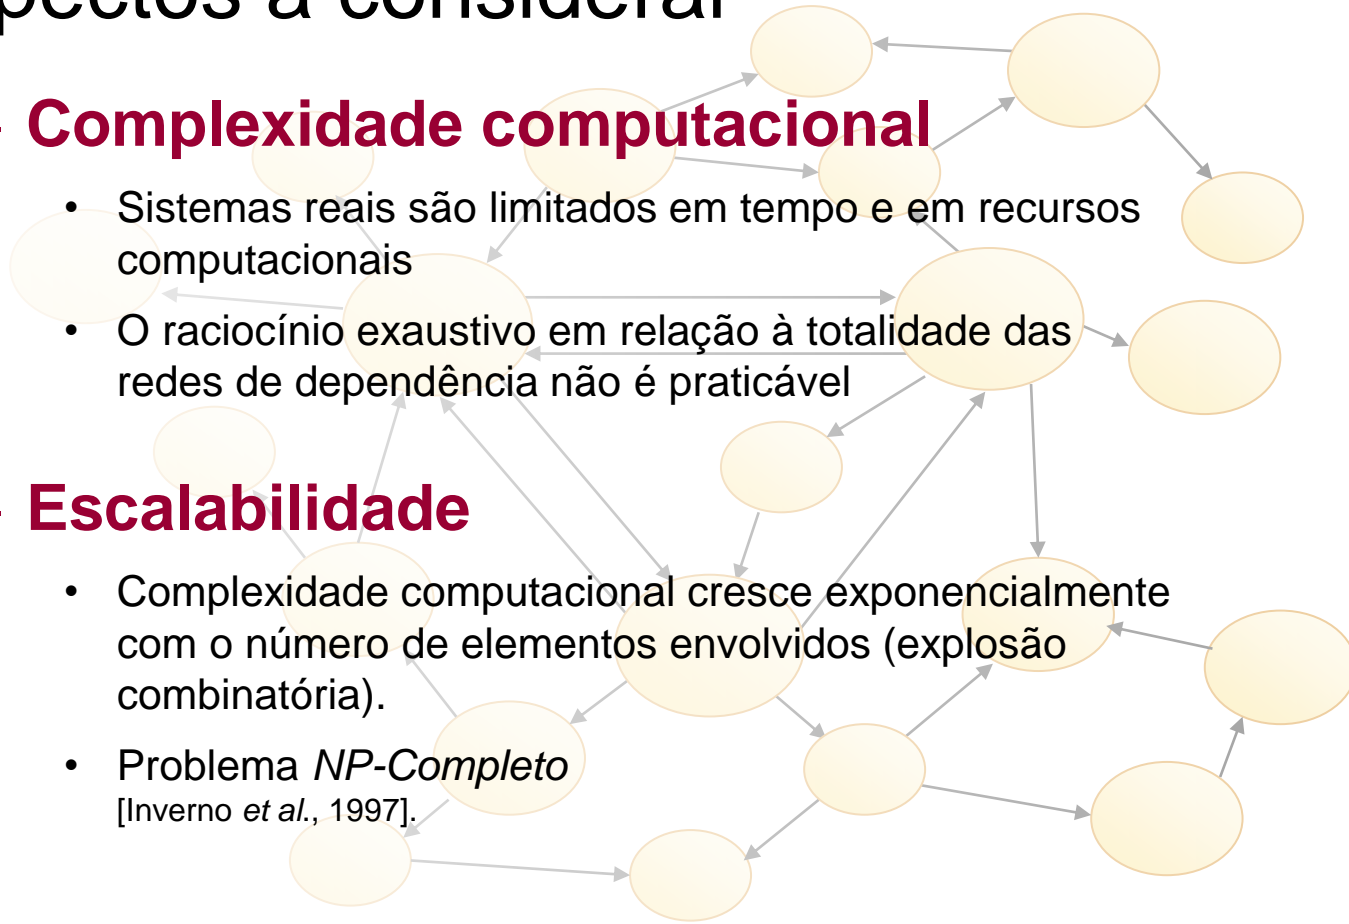 pectos a considerar
- Complexidade computacional
• Sistemas reais são limitados em tempo e em recursos
computacionais
• O raciocínio exaustivo em relação à totalidade das
redes de dependência não é praticável
- Escalabilidade
• Complexidade computacional cresce exponencialmente
com o número de elementos envolvidos (explosão
combinatória).
• Problema NP-Completo
[Inverno et al., 1997].